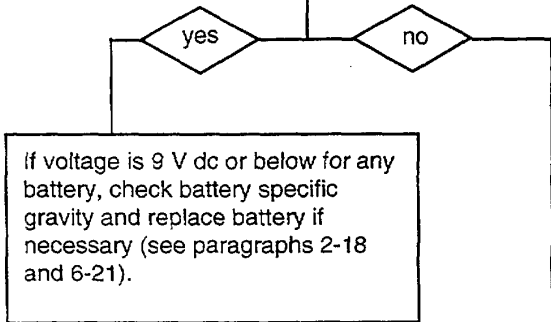 yes
no
If voltage is 9 V dc or below for any
battery, check battery specific
gravity and replace battery if
necessary (see paragraphs 2-18
and 6-21).